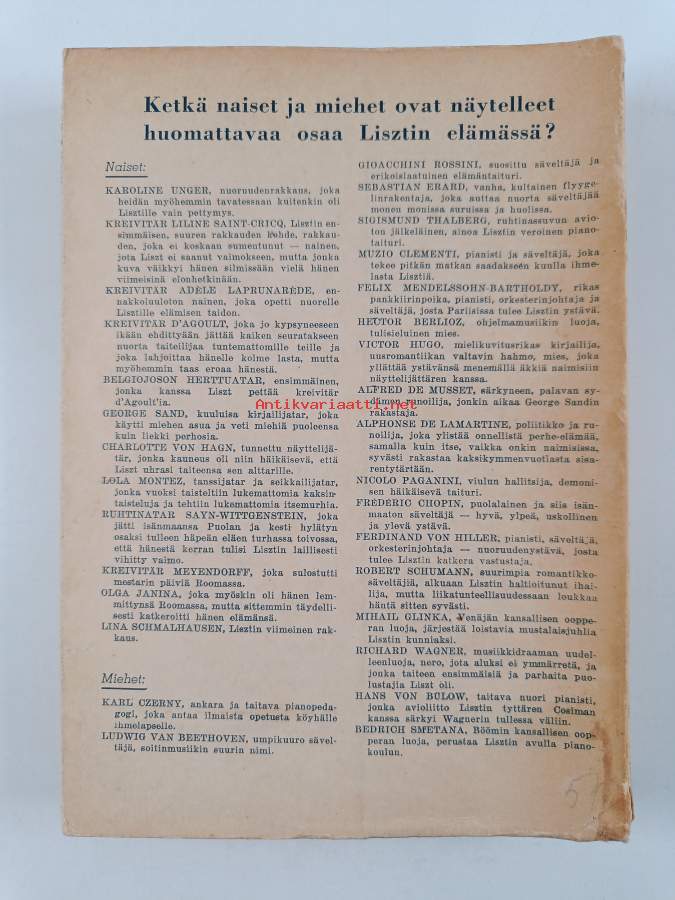 Ketkä naiset ja miehet ovat näytelleet
huomattavaa osaa Lisztin elämässä?
Naiset:
KAROLINE UNGER, nuoruudenrakkaus, joka
heidän myöhemmin tavatessaan kuitenkin oli
Lisztille vain pettymys.
KREIVITÄR LILINE SAINT-CRICQ, Lisztin en-
simmäisen, suuren rakkauden kohde, rakkau-
den, joka ei koskaan sumentunut — nainen,
jota Liszt ei saanut vaimokseen, mutta jonka
kuva väikkyi hänen silmissään vielä hänen
viimeisinä elonhetkinään.
KREIVITÄR ADÈLE LAPRUNARÈDE, en-
nakkoluuloton nainen, joka opetti nuorelle
Lisztille elämisen taidon.
KREIVITÄR D'AGOULT, joka jo kypsyneeseen
ikään ehdittyään jättää kaiken seuratakseen
nuorta taiteilijaa tuntemattomille teille ja
joka lahjoittaa hänelle kolme lasta, mutta
myöhemmin taas eroaa hänestä.
BELGIOJOSON HERTTUATAR, ensimmäinen,
jonka kanssa Liszt pettää kreivitär
d'Agoult'ia.
GEORGE SAND, kuuluisa kirjailijatar, joka
käytti miehen asua ja veti miehiä puoleensa
kuin liekki perhosia.
CHARLOTTE VON HAGN, tunnettu näyttelijä-
tär, jonka kauneus oli niin häikäisevä, että
Liszt uhrasi taiteensa sen alttarille.
LOLA MONTEZ, tanssijatar ja seikkailijatar,
jonka vuoksi taisteltiin lukemattomia kaksin-
taisteluja ja tehtiin lukemattomia itsemurhia.
RUHTINATAR SAYN-WITTGENSTEIN, joka
jätti isänmaansa Puolan ja kesti hylätyn
osaksi tulleen häpeän eläen turhassa toivossa,
että hänestä kerran tulisi Lisztin laillisesti
vihitty vaimo.
KREIVITÄR MEYENDORFF, joka sulostutti
mestarin päiviä Roomassa.
OLGA JANINA, joka myöskin oli hänen lem-
mittynsä Roomassa, mutta sittemmin täydelli-
sesti katkeroitti hänen elämänsä.
LINA SCHMALHAUSEN, Lisztin viimeinen rak-
kaus.
Miehet:
KARL CZERNY, ankara ja taitava pianopeda-
gogi, joka antaa ilmaista opetusta köyhälle
ihmelapselle.
LUDWIG VAN BEETHOVEN, umpikuuro sävel-
täjä, soitinmusiikin suurin nimi.
GIOACCHINI ROSSINI, suosittu säveltäjä ja
erikoislaatuinen elämäntaituri.
SEBASTIAN ERARD, vanha, kultainen flyyge-
linrakentaja, joka auttaa nuorta säveltäjää
monen monissa suruissa ja huolissa.
SIGISMUND THALBERG, ruhtinassuvun avio-
ton jälkeläinen, ainoa Lisztin veroinen piano-
taituri.
MUZIO CLEMENTI, pianisti ja säveltäjä, joka
tekee pitkän matkan saadakseen kuulla ihme-
lasta Lisztiä.
FELIX MENDELSSOHN-BARTHOLDY, rikas
pankkiirinpoika, pianisti, orkesterinjohtaja ja
säveltäjä, josta Pariisissa tulee Lisztin ystävä.
HECTOR BERLIOZ, ohjelmamusiikin luoja,
tulisieluinen mies.
VICTOR HUGO, mielikuvitusrikas kirjailija,
uusromantiikan valtavin hahmo, mies, joka
yllättää ystävänsä menemällä äkkiä naimisiin
näyttelijättären kanssa.
ALFRED DE MUSSET, särkyneen, palavan sy-
dämen runoilija, jonkin aikaa George Sandin
rakastaja.
ALPHONSE DE LAMARTINE, poliitikko ja ru-
noilija, joka ylistää onnellista perhe-elämää,
samalla kuin itse, vaikka onkin naimisissa,
syvästi rakastaa kaksikymmenvuotiasta sisa-
rentytärtään.
NICOLO PAGANINI, viulun hallitsija, demoni-
sen häikäisevä taituri.
FRÉDÉRIC CHOPIN, puolalainen ja siis isän-
maaton säveltäjä — hyvä, ylpeä, uskollinen
ja ylevä ystävä.
FERDINAND VON HILLER, pianisti, säveltäjä,
orkesterinjohtaja — nuoruudenystävä, josta
tulee Lisztin katkera vastustaja.
ROBERT SCHUMANN, suurimpia romantikko-
säveltäjiä, alkuaan Lisztin haltioitunut ihai-
lija, mutta liikatunteellisuudessaan loukkaa
häntä sitten syvästi.
MIHAIL GLINKA, Venäjän kansallisen ooppe-
ran luoja, järjestää loistavia mustalaisjuhlia
Lisztin kunniaksi.
RICHARD WAGNER, musiikkidraaman uudel-
leenluoja, nero, jota aluksi ei ymmärretä, ja
jonka taiteen ensimmäisiä ja parhaita puo-
lustajia Liszt oli.
HANS VON BÜLOW, taitava nuori pianisti,
jonka avioliitto Lisztin tyttären Cosiman
kanssa särkyi Wagnerin tullessa väliin.
BEDRICH SMETANA, Böömin kansallisen oop-
peran luoja, perustaa Lisztin avulla piano-
koulun.
Antikvariaatti.net